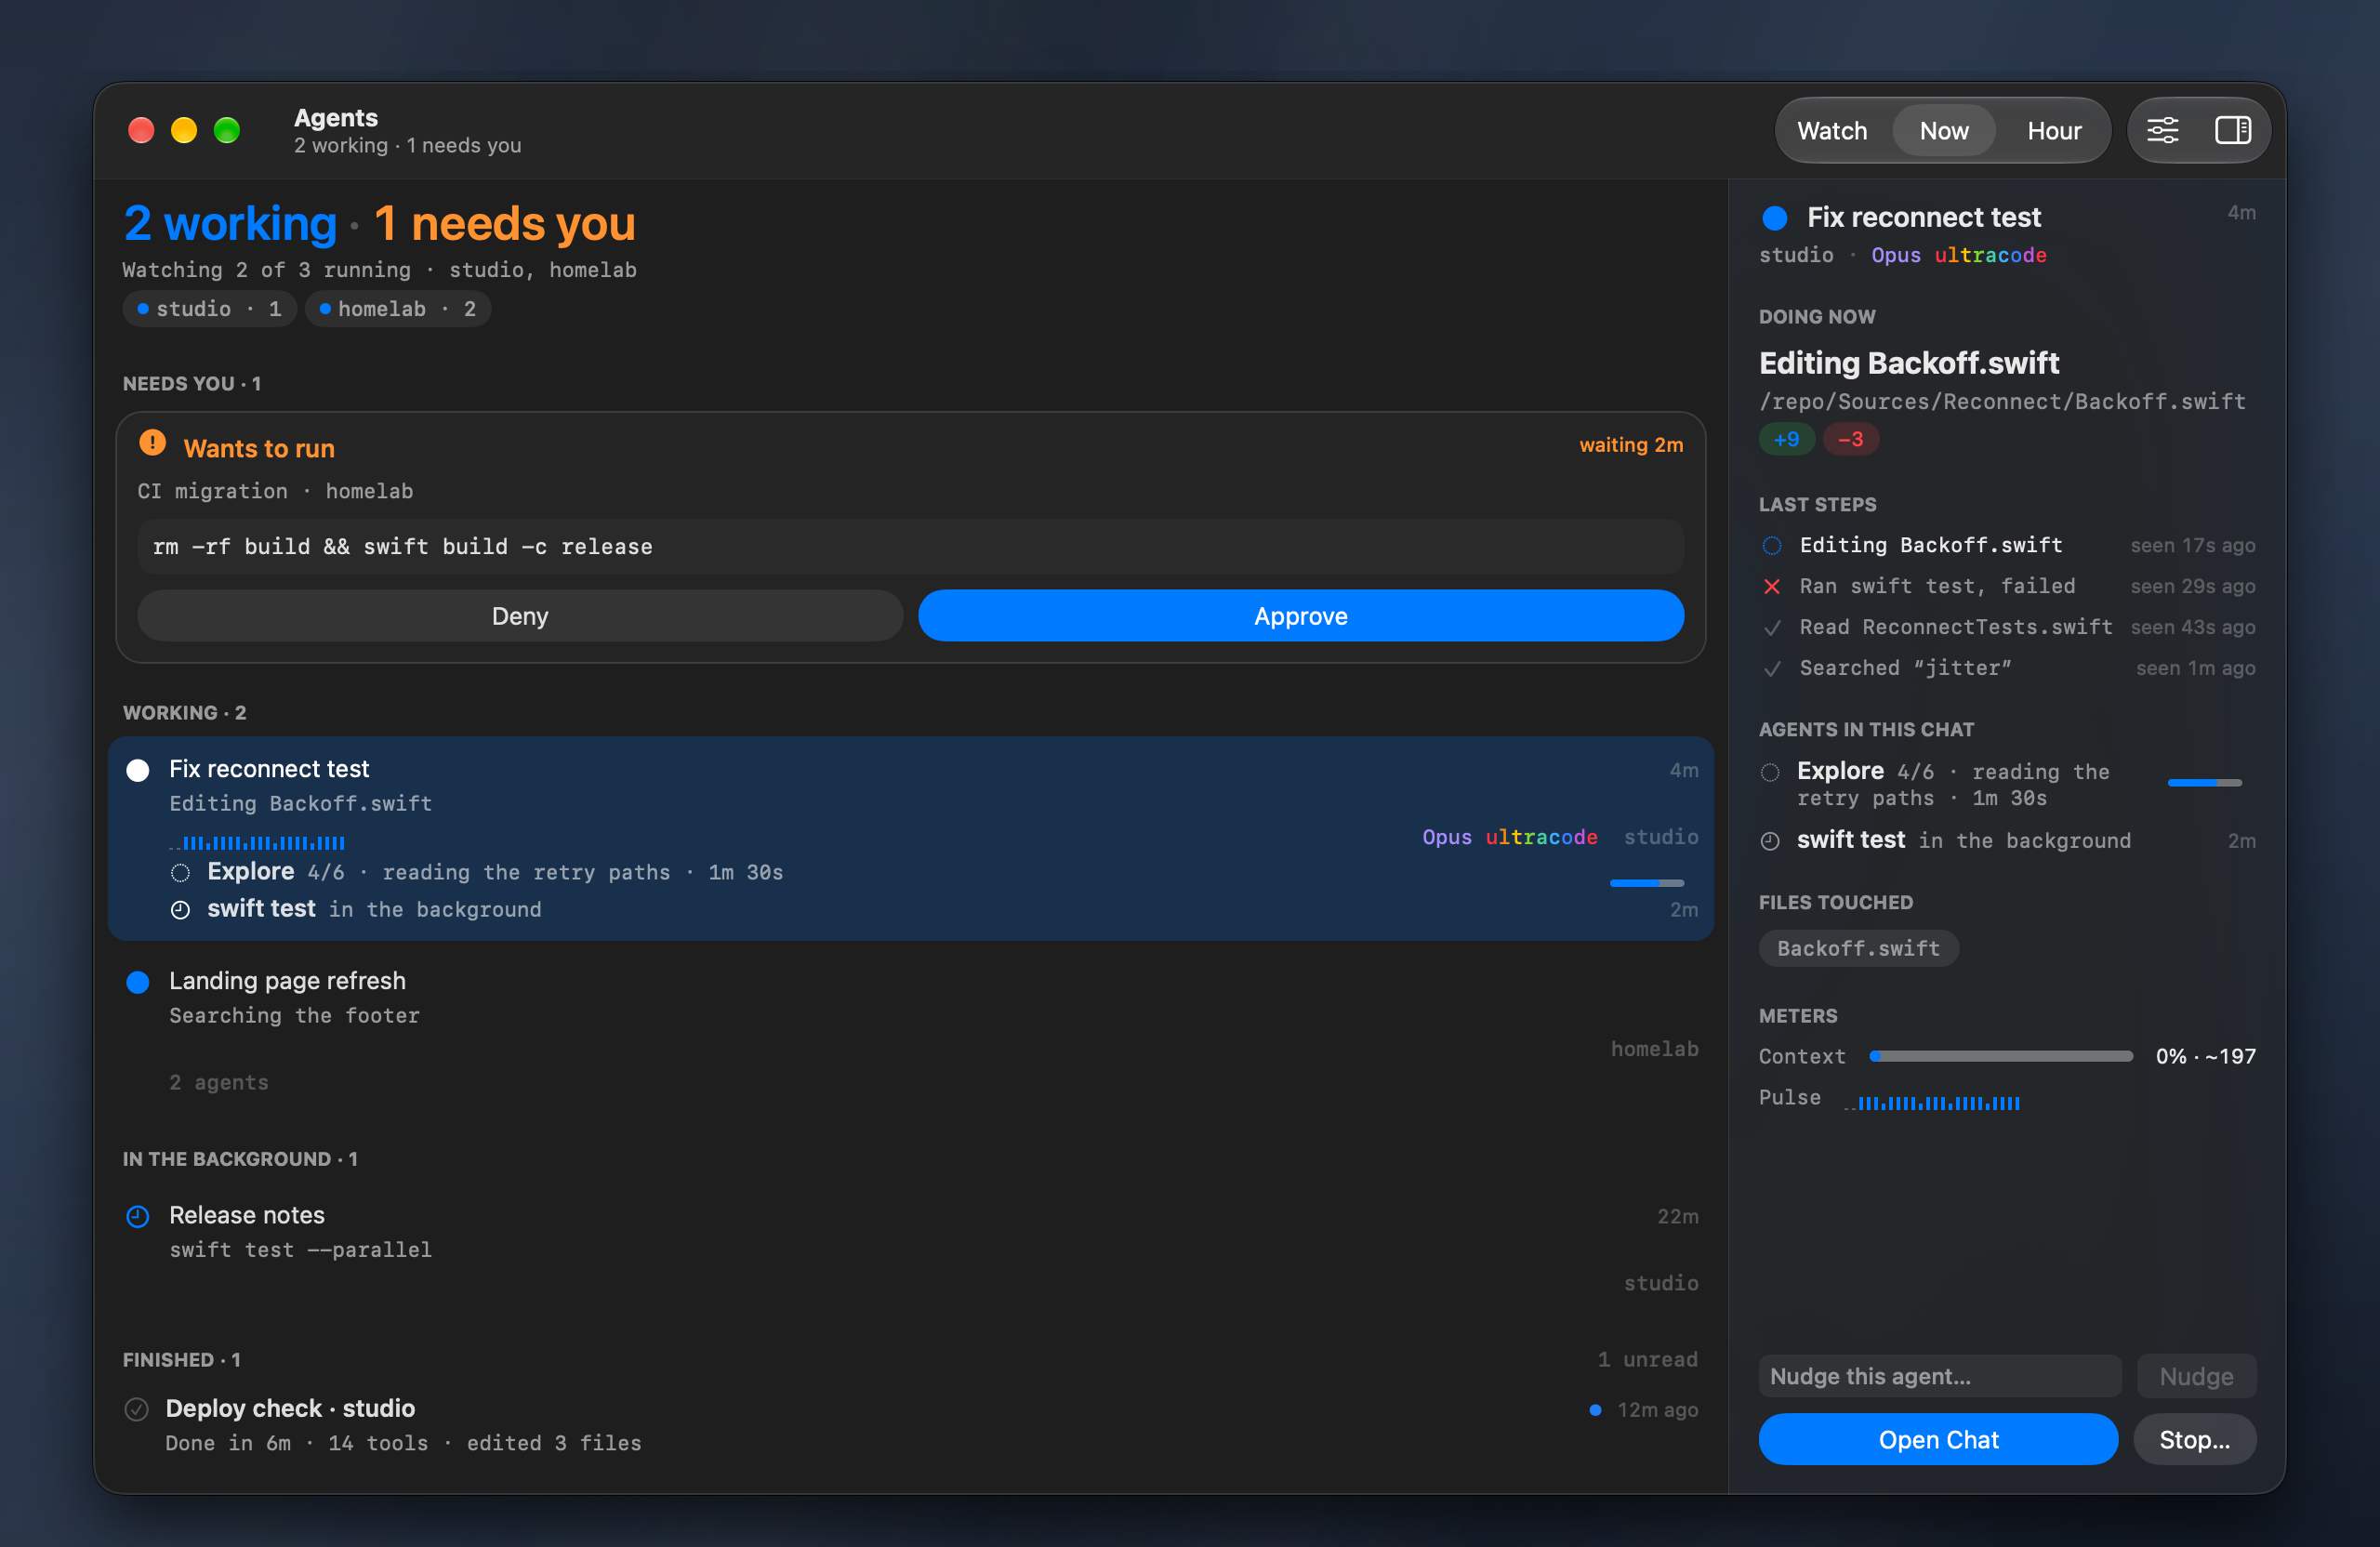 Agents
2 working · 1 needs you
Watch Now Hour
2 working · 1 needs you
Watching 2 of 3 running · studio, homelab
studio · 1 homelab · 2
NEEDS YOU · 1
Wants to run waiting 2m
CI migration · homelab
rm -rf build && swift build -c release
Deny Approve
WORKING · 2
Fix reconnect test 4m
Editing Backoff.swift
Opus ultracode studio
Explore 4/6 · reading the retry paths · 1m 30s
swift test in the background 2m
Landing page refresh
Searching the footer
homelab
2 agents
IN THE BACKGROUND · 1
Release notes 22m
swift test --parallel
studio
FINISHED · 1 1 unread
Deploy check · studio 12m ago
Done in 6m · 14 tools · edited 3 files
Fix reconnect test 4m
studio · Opus ultracode
DOING NOW
Editing Backoff.swift
/repo/Sources/Reconnect/Backoff.swift
+9 −3
LAST STEPS
Editing Backoff.swift seen 17s ago
Ran swift test, failed seen 29s ago
Read ReconnectTests.swift seen 43s ago
Searched “jitter” seen 1m ago
AGENTS IN THIS CHAT
Explore 4/6 · reading the
retry paths · 1m 30s
swift test in the background 2m
FILES TOUCHED
Backoff.swift
METERS
Context 0% · ~197
Pulse
Nudge this agent... Nudge
Open Chat Stop...